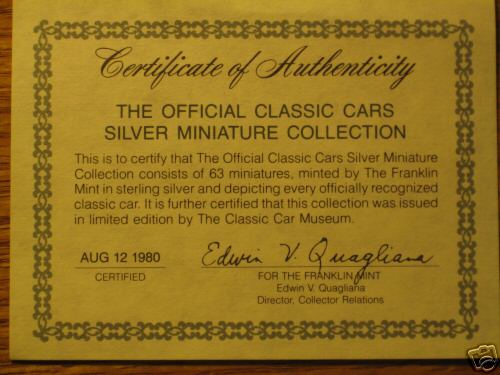 Certificate of Authenticity
THE OFFICIAL CLASSIC CARS
SILVER MINIATURE COLLECTION
This is to certify that The Official Classic Cars Silver Miniature
Collection consists of 63 miniatures, minted by The Franklin
Mint in sterling silver and depicting every officially recognized
classic car. It is further certified that this collection was issued
in limited edition by The Classic Car Museum.
AUG 12 1980 Edwin V. Quagliana
CERTIFIED FOR THE FRANKLIN MINT
Edwin V. Quagliana
Director, Collector Relations